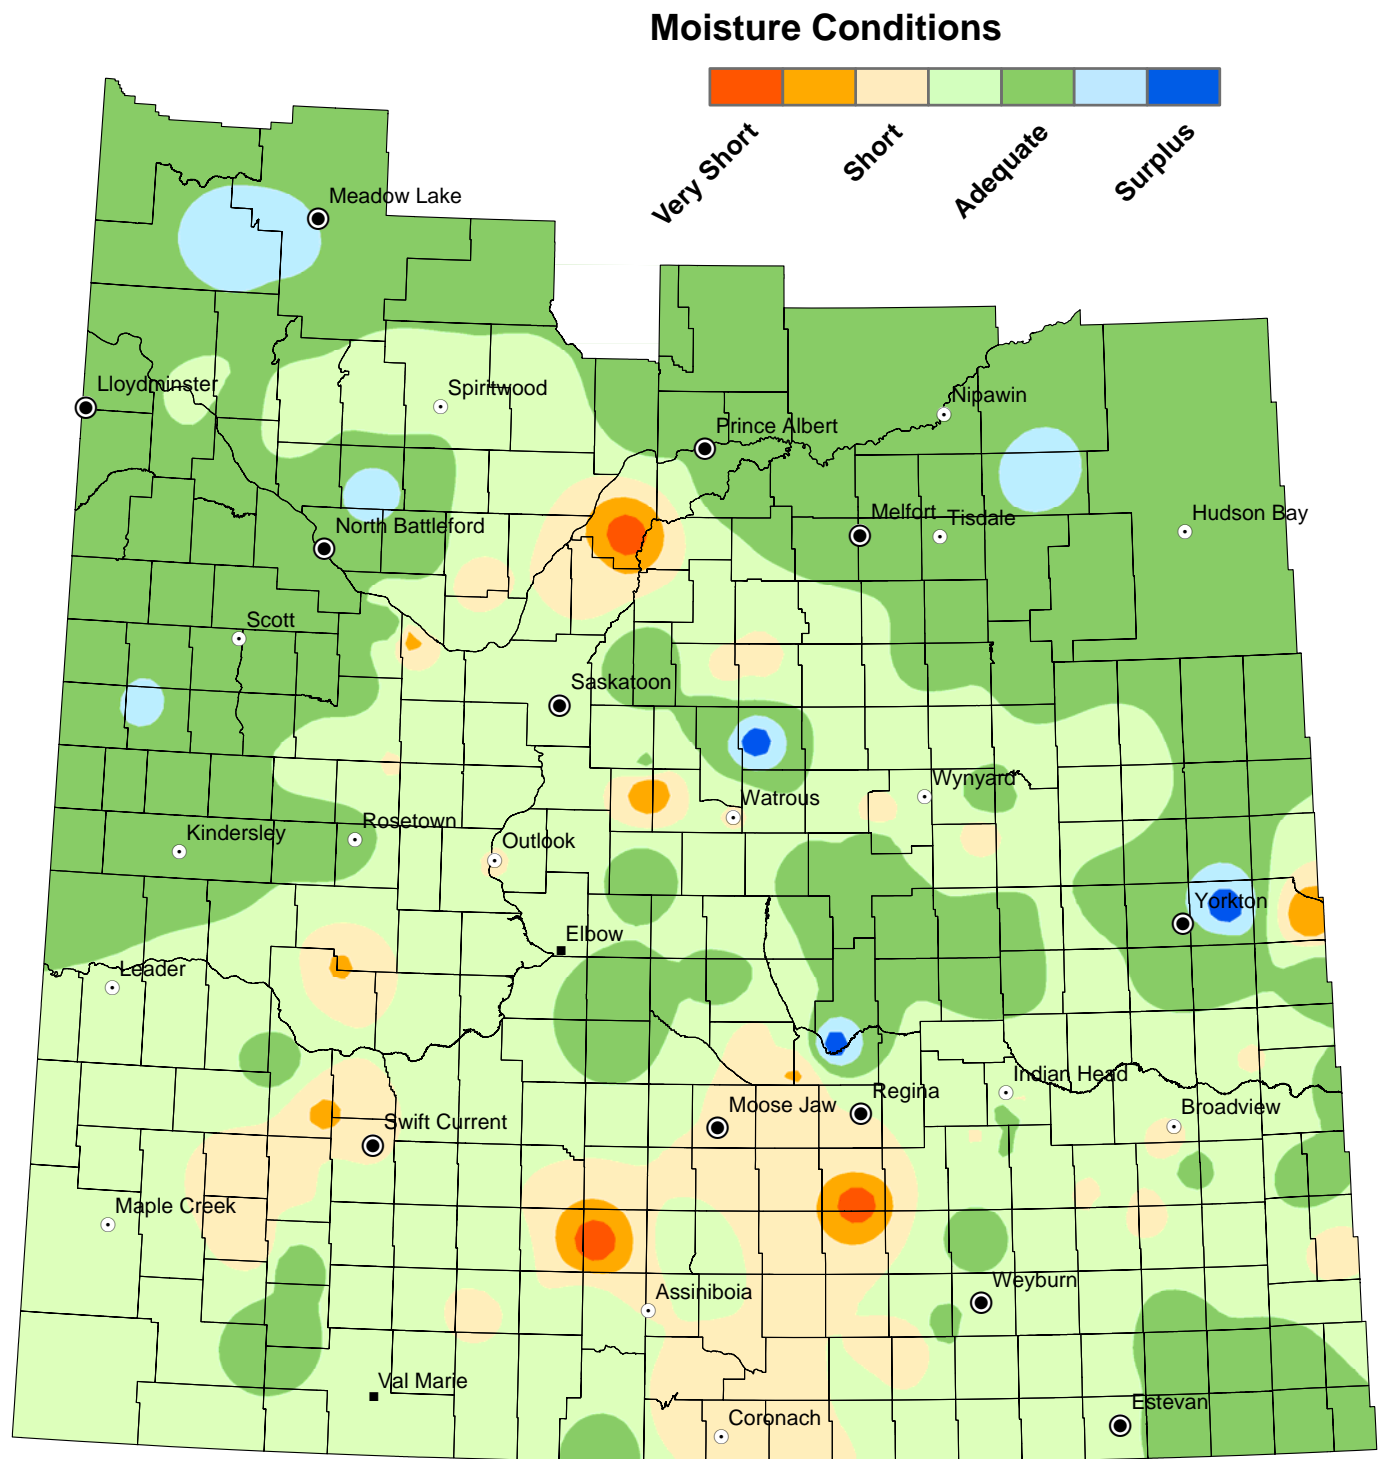 Moisture Conditions
Very Short
Short
Adequate
Surplus
Meadow Lake
Lloydminster
Spiritwood
Nipawin
Prince Albert
Melfort
Tisdale
Hudson Bay
North Battleford
Scott
Saskatoon
Wynyard
Watrous
Rosetown
Kindersley
Outlook
Yorkton
Elbow
Leader
Indian Head
Regina
Moose Jaw
Broadview
Swift Current
Maple Creek
Weyburn
Assiniboia
Val Marie
Estevan
Coronach